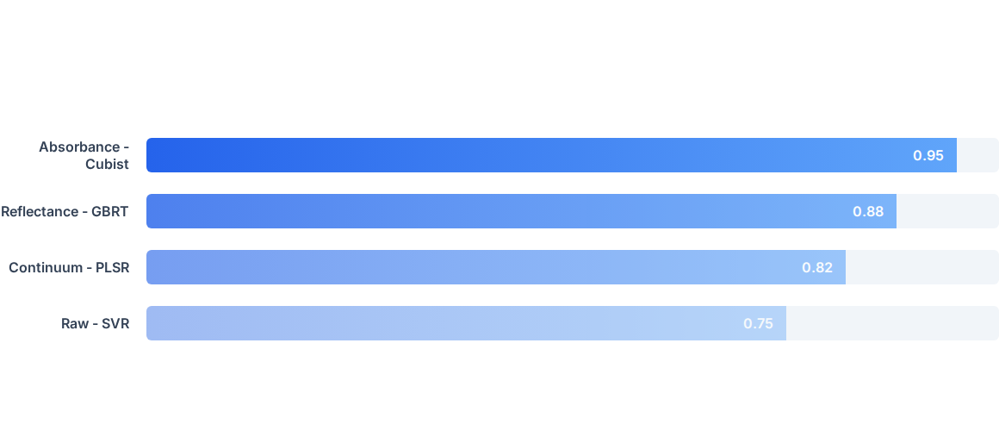 Absorbance -
Cubist
0.95
Reflectance - GBRT
0.88
Continuum - PLSR
0.82
Raw - SVR
0.75